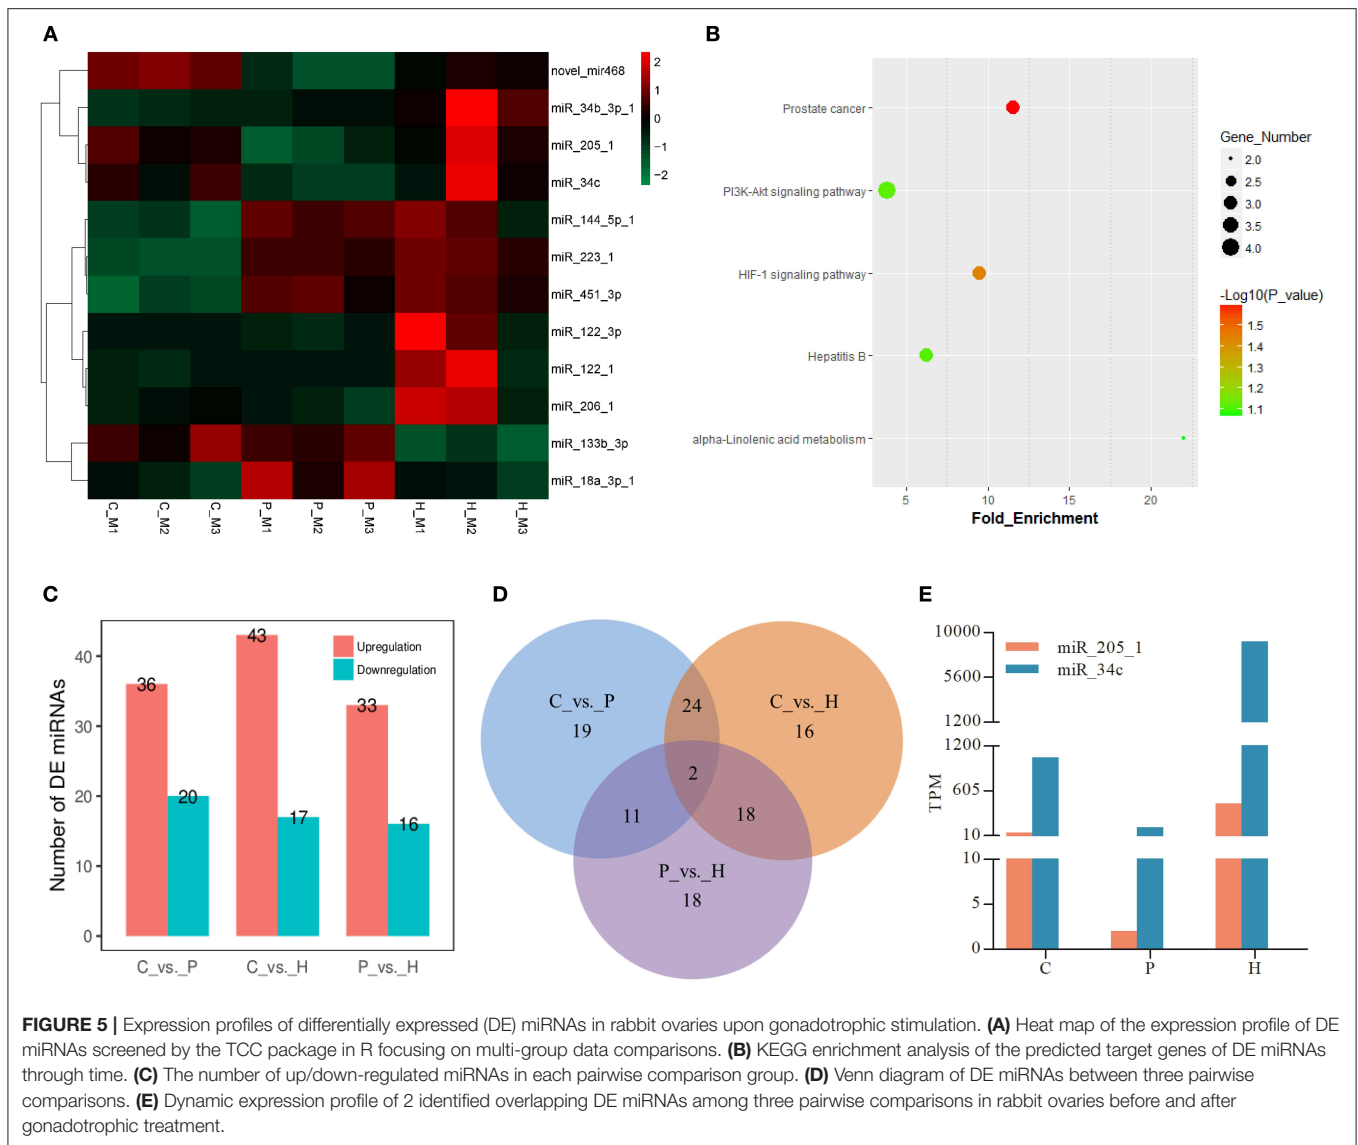 A
novel_mir468
miR_34b_3p_1
miR_205_1
miR_34c
miR_144_5p_1
miR_223_1
miR_451_3p
miR_122_3p
miR_122_1
miR_206_1
miR_133b_3p
miR_18a_3p_1
2
1
0
−1
−2
C_M1
C_M2
C_M3
P_M1
P_M2
P_M3
H_M1
H_M2
H_M3
B
Prostate cancer
PI3K-Akt signaling pathway
HIF-1 signaling pathway
Hepatitis B
alpha-Linolenic acid metabolism
5 10 15 20
Fold_Enrichment
Gene_Number
2.0
2.5
3.0
3.5
4.0
-Log10(P_value)
1.5
1.4
1.3
1.2
1.1
C
Number of DE miRNAs
40
30
20
10
0
36
20
43
17
33
16
Upregulation
Downregulation
C_vs._P C_vs._H P_vs._H
D
C_vs._P
19
24
C_vs._H
16
2
11
18
P_vs._H
18
E
TPM
10000
5600
1200
1200
605
10
10
5
0
miR_205_1
miR_34c
C P H
FIGURE 5 | Expression profiles of differentially expressed (DE) miRNAs in rabbit ovaries upon gonadotrophic stimulation. (A) Heat map of the expression profile of DE
miRNAs screened by the TCC package in R focusing on multi-group data comparisons. (B) KEGG enrichment analysis of the predicted target genes of DE miRNAs
through time. (C) The number of up/down-regulated miRNAs in each pairwise comparison group. (D) Venn diagram of DE miRNAs between three pairwise
comparisons. (E) Dynamic expression profile of 2 identified overlapping DE miRNAs among three pairwise comparisons in rabbit ovaries before and after
gonadotrophic treatment.